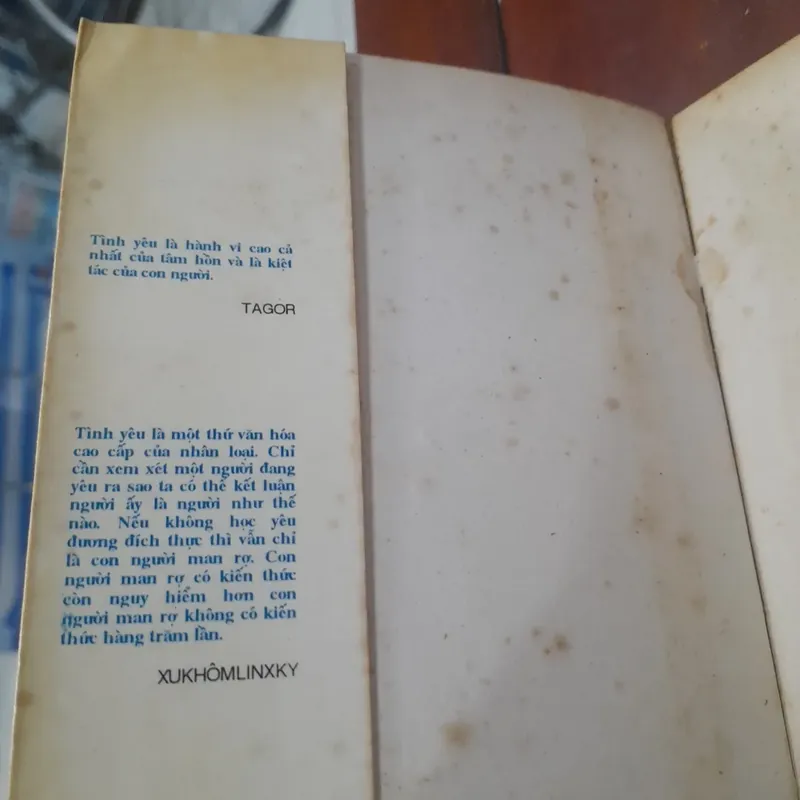 Tình yêu là hành vi cao cả
nhất của tâm hồn và là kiệt
tác của con người.
TAGOR
Tình yêu là một thứ văn hóa
cao cấp của nhân loại. Chỉ
cần xem xét một người đang
yêu ra sao ta có thể kết luận
người ấy là người như thế
nào. Nếu không học yêu
đương đích thực thì vẫn chỉ
là con người man rợ. Con
người man rợ có kiến thức
còn nguy hiểm hơn con
người man rợ không có kiến
thức hàng trăm lần.
XUKHÔMLINXKY